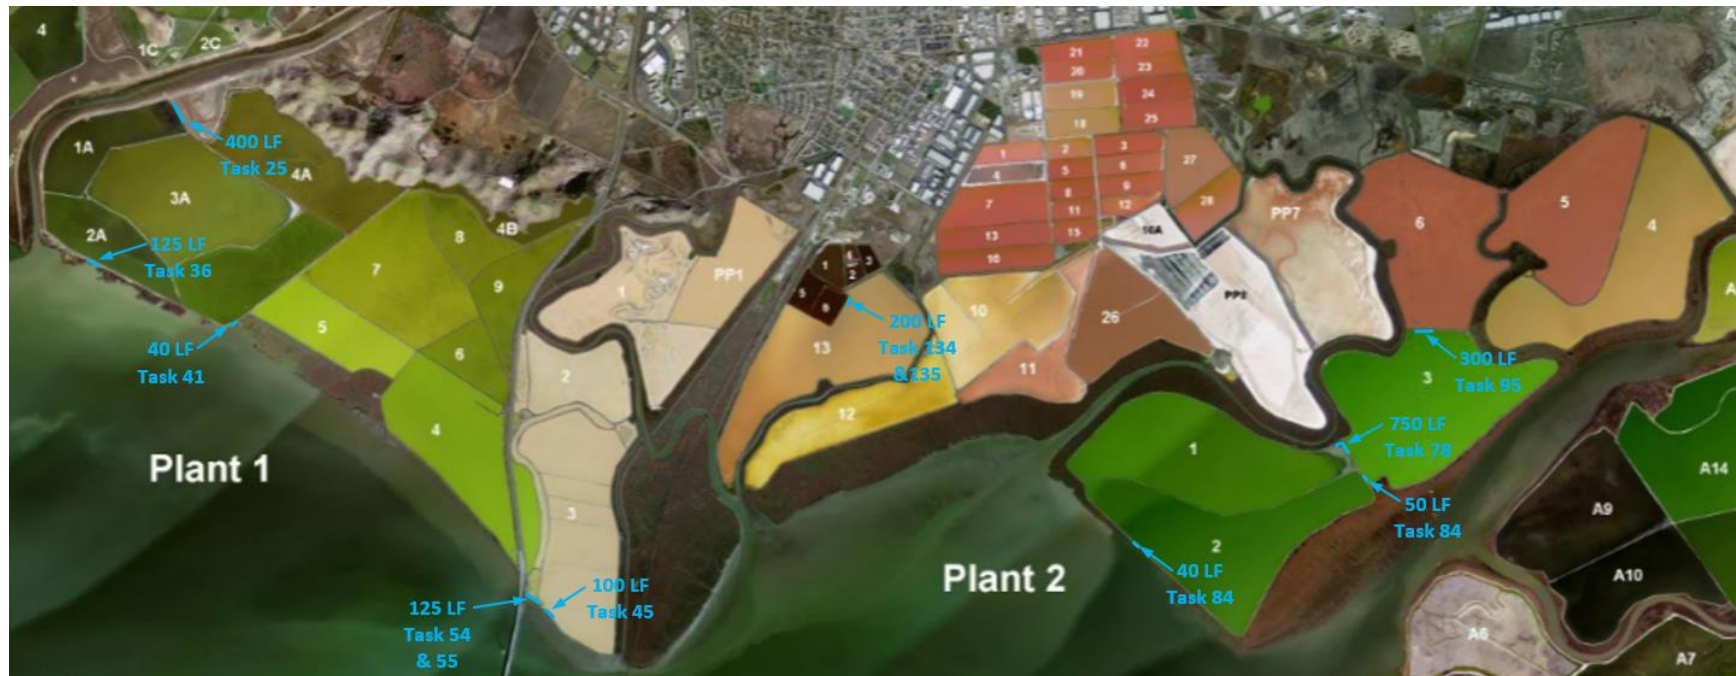 4
1C
2C
1A
400 LF
Task 25
4A
3A
2A
125 LF
Task 36
4B
8
7
9
5
6
4
40 LF
Task 41
Plant 1
1
PP1
2
3
125 LF
Task 54
& 55
100 LF
Task 45
1
4
3
2
5
6
200 LF
Task 134
&135
13
12
10
11
26
21
22
20
23
19
24
18
25
1
2
3
4
5
6
7
8
9
11
12
13
15
27
28
10A
PP8
PP7
6
5
4
300 LF
Task 95
3
750 LF
Task 78
50 LF
Task 84
1
2
40 LF
Task 84
Plant 2
A14
A9
A10
A6
A7
A